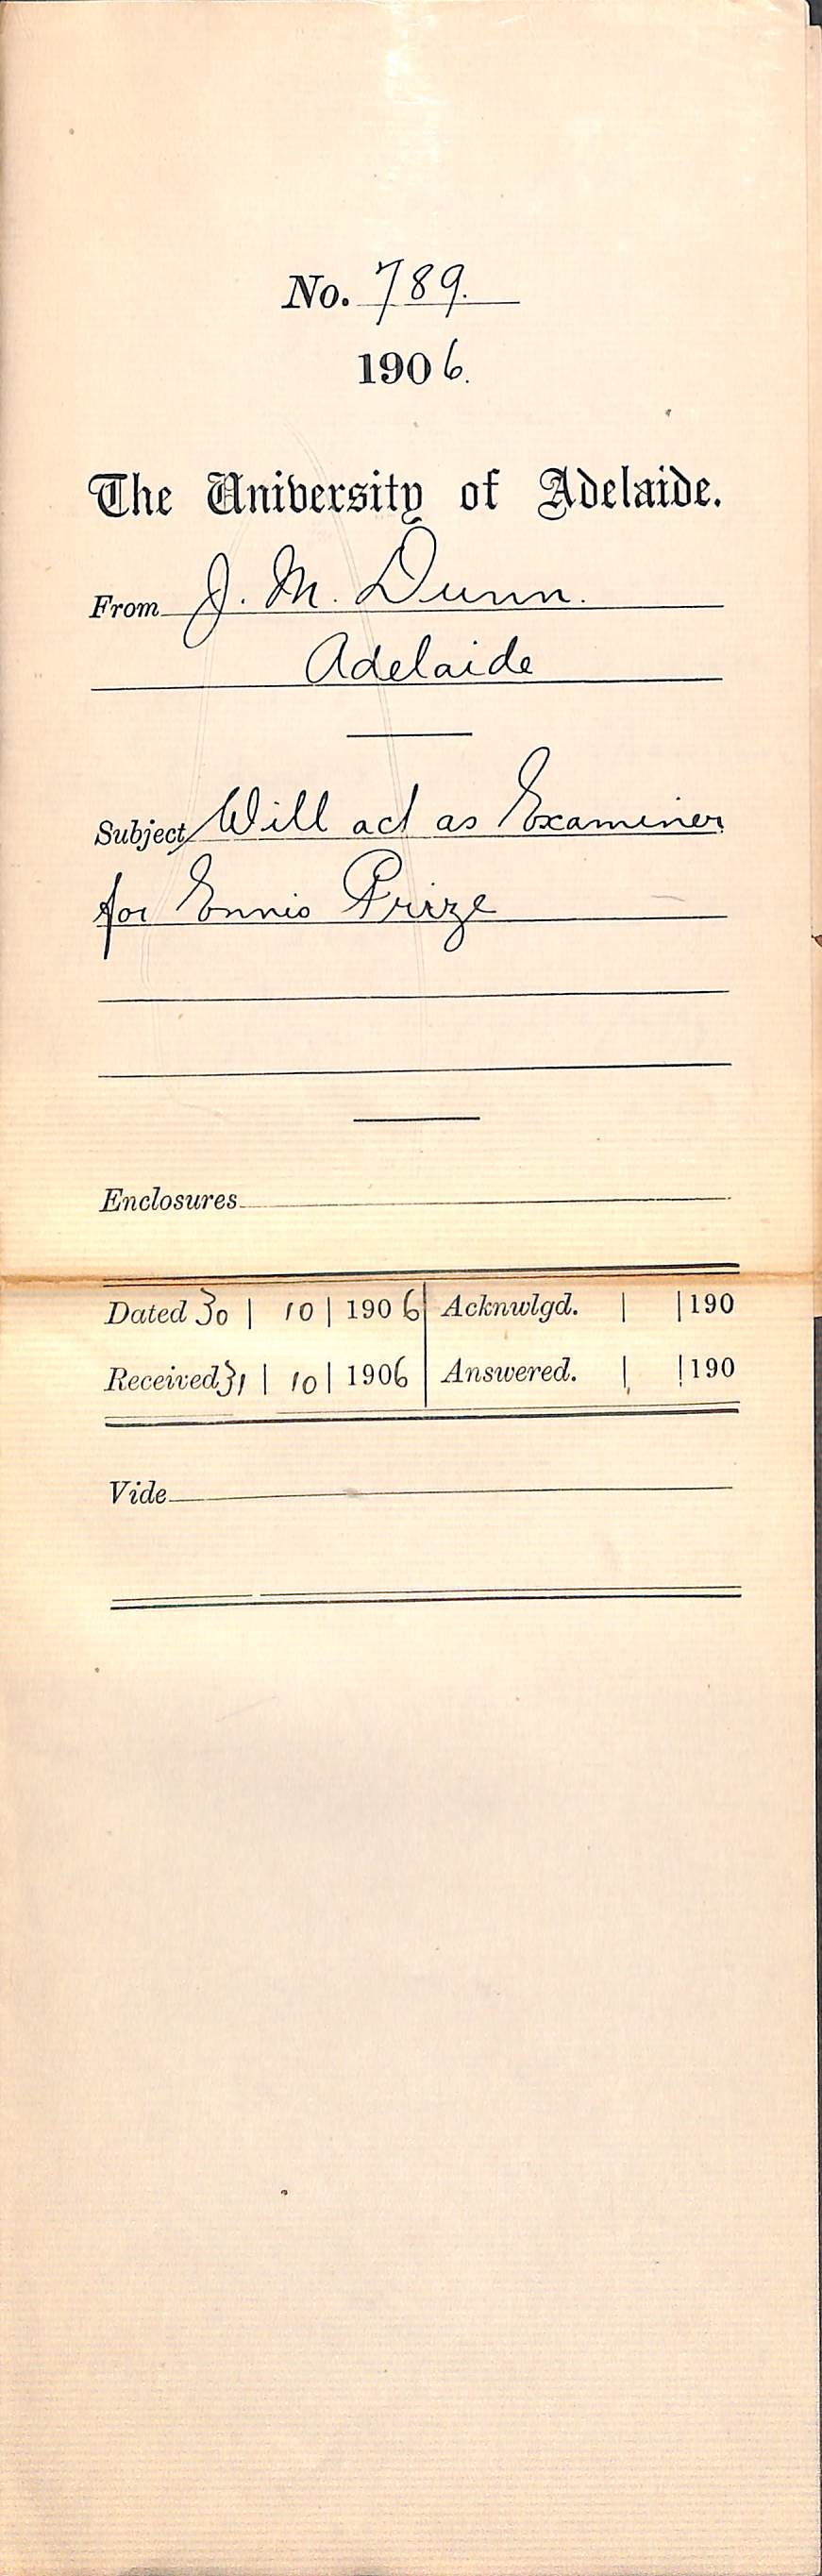 No. 789.
1906.
The University of Adelaide.
From J. M. Dunn.
Adelaide
Subject Will act as Examiner
for Ennis Prize
Enclosures
Dated 30 | 10 | 1906 | Acknwlgd. | | 190
Received 31 | 10 | 1906 | Answered. | | 190
Vide